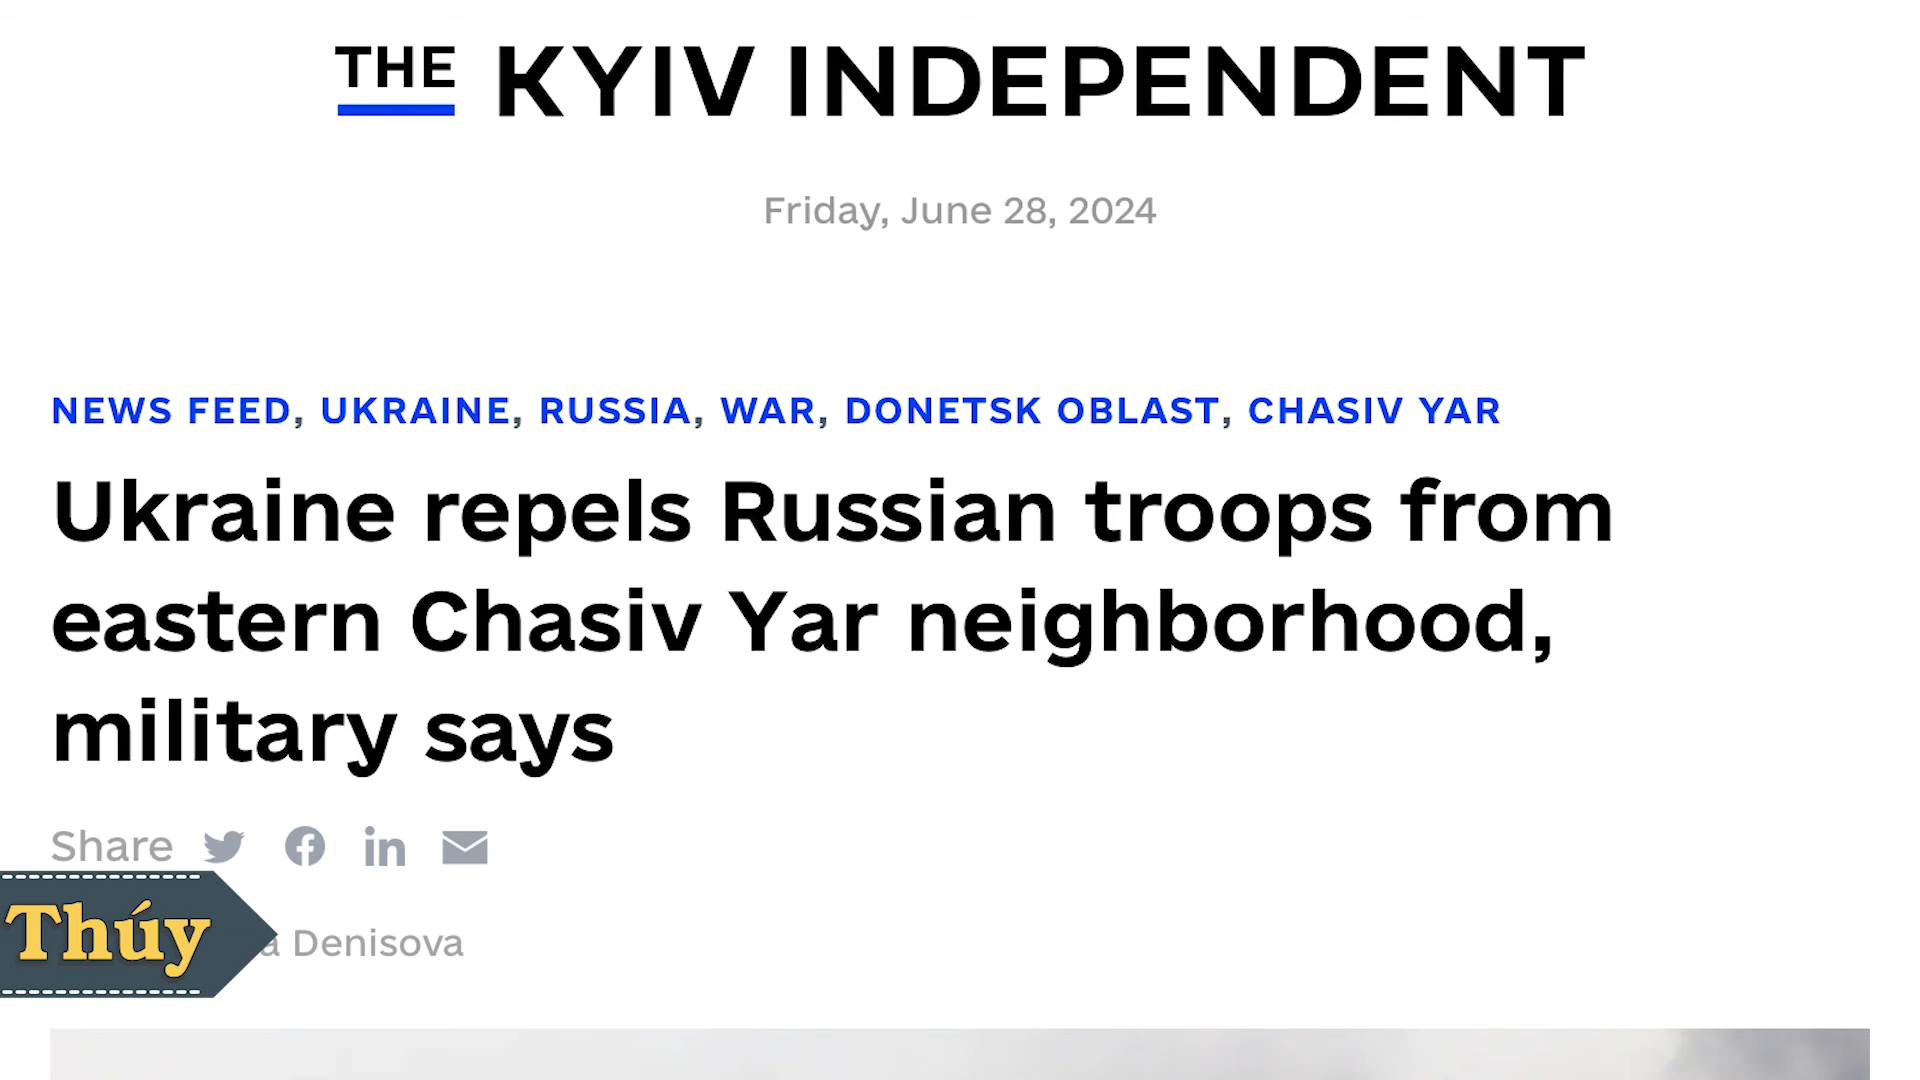 THE KYIV INDEPENDENT
Friday, June 28, 2024
NEWS FEED, UKRAINE, RUSSIA, WAR, DONETSK OBLAST, CHASIV YAR
Ukraine repels Russian troops from
eastern Chasiv Yar neighborhood,
military says
Share
Thúy
Denisova